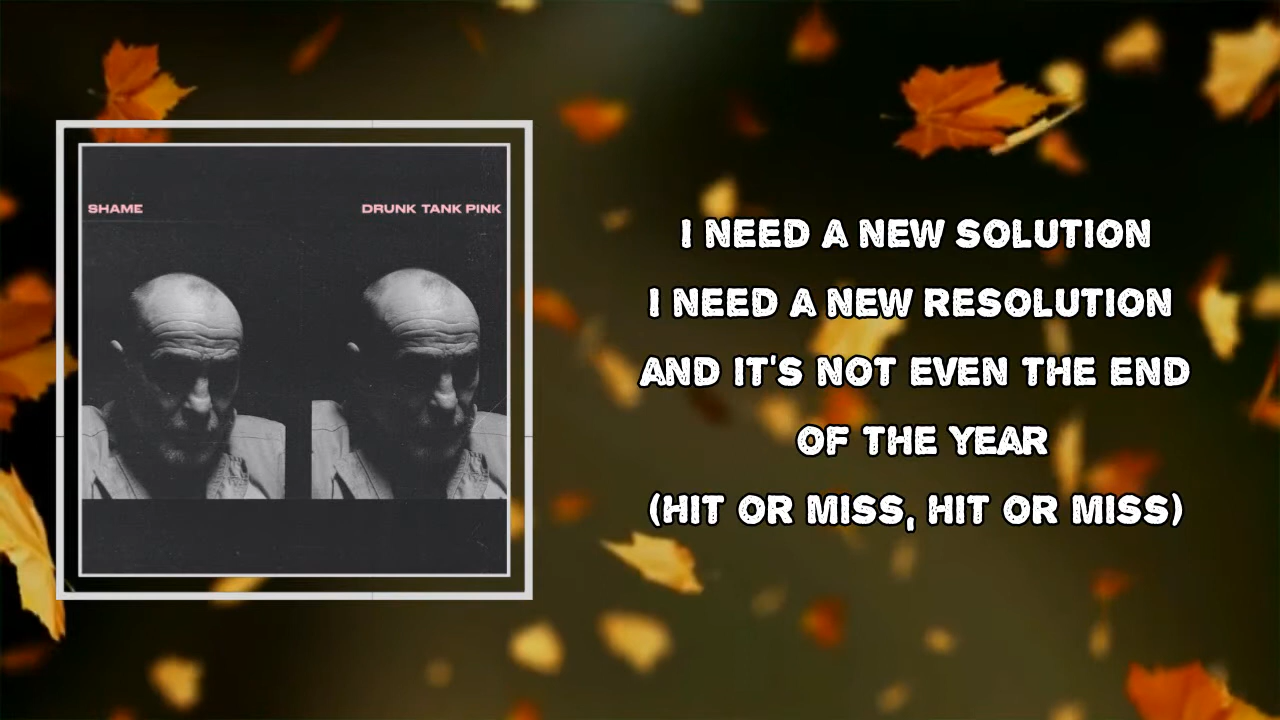 SHAME
DRUNK TANK PINK
I NEED A NEW SOLUTION
I NEED A NEW RESOLUTION
AND IT'S NOT EVEN THE END
OF THE YEAR
(HIT OR MISS, HIT OR MISS)